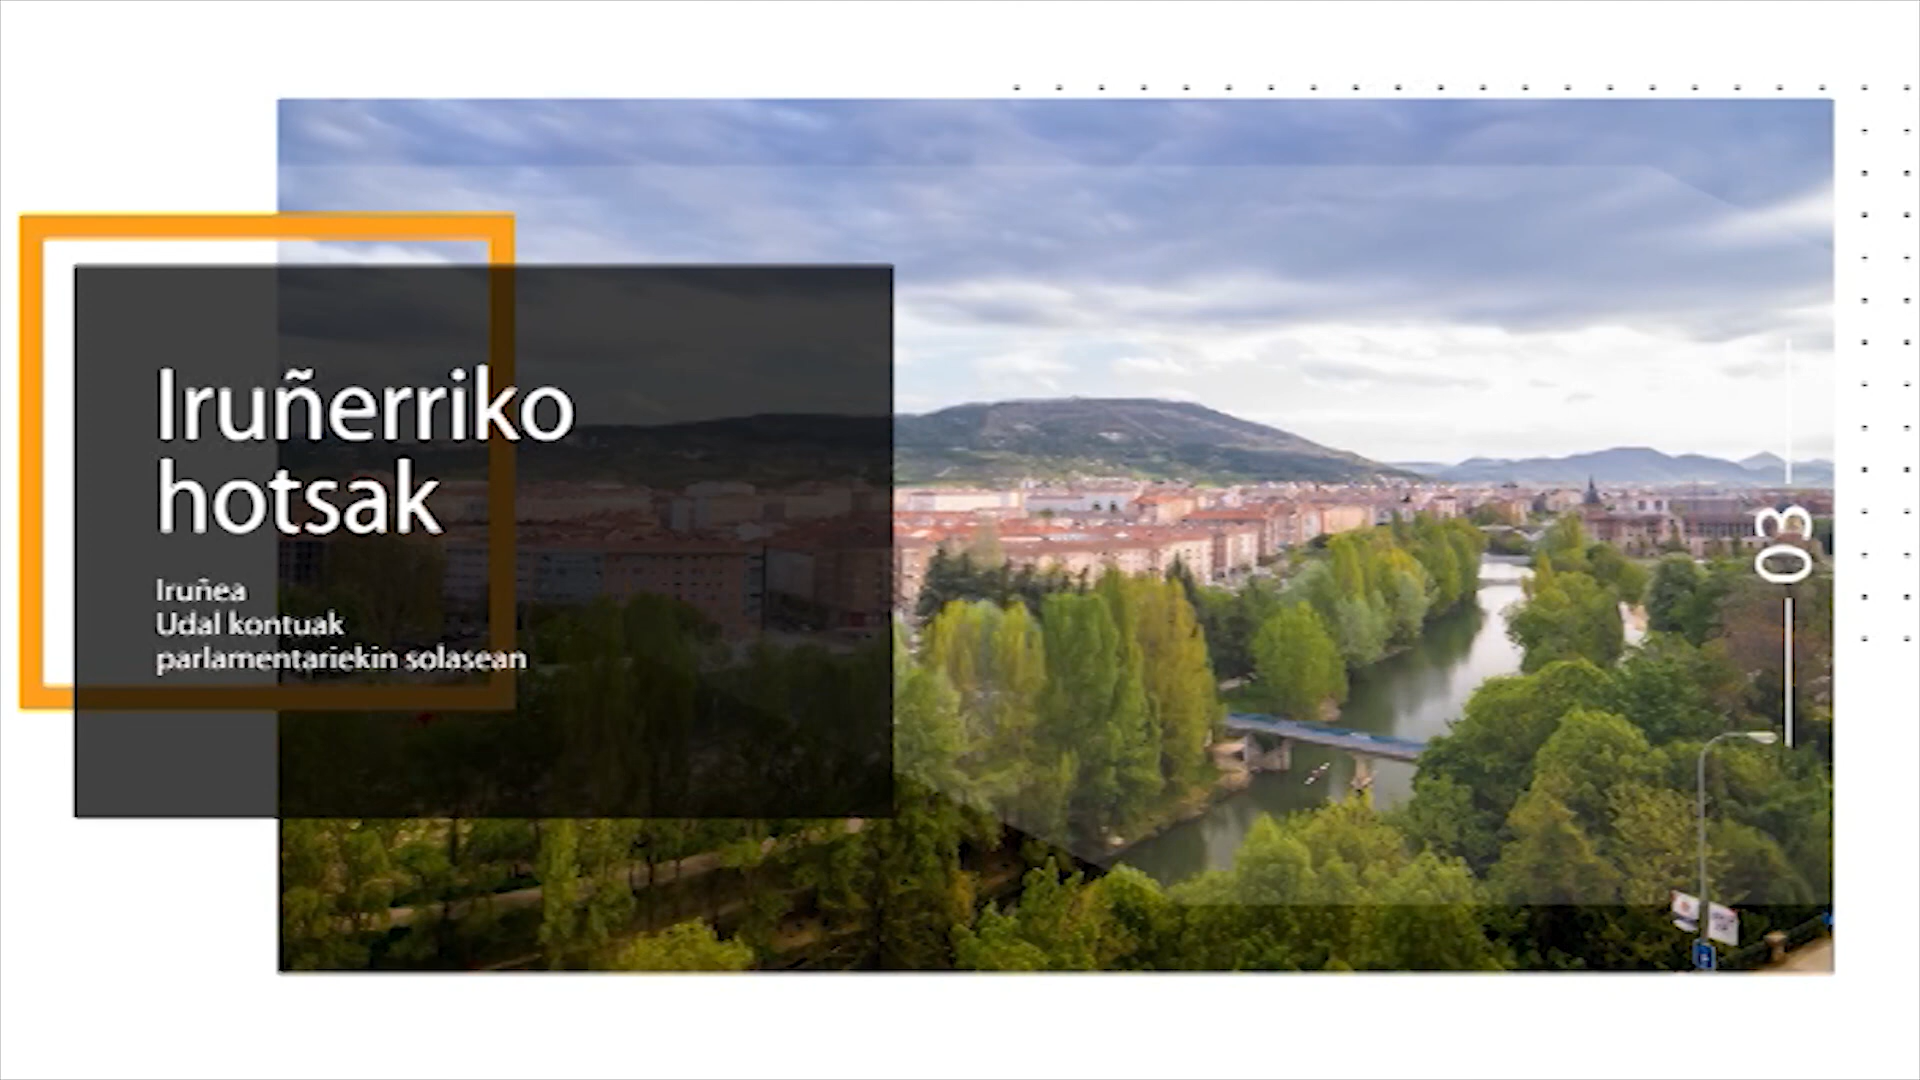 Iruñerriko
hotsak
Iruñea
Udal kontuak
parlamentariekin solasean
03